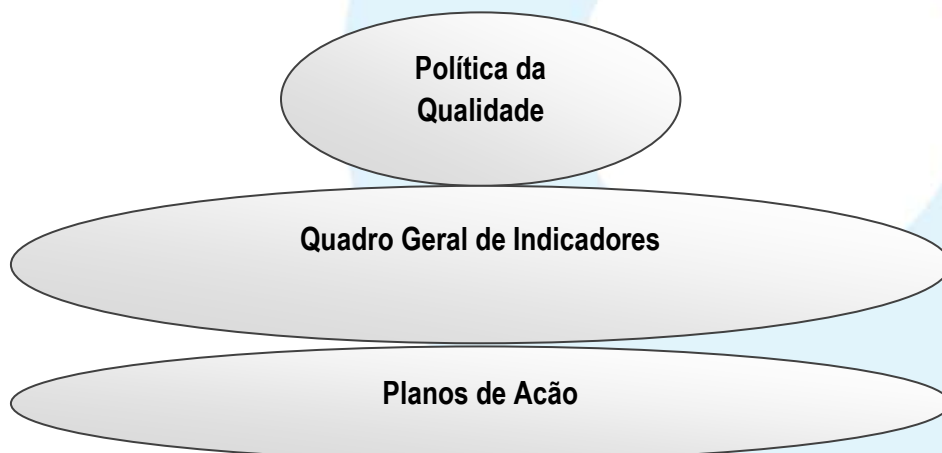 Política da
Qualidade
Quadro Geral de Indicadores
Planos de Acão